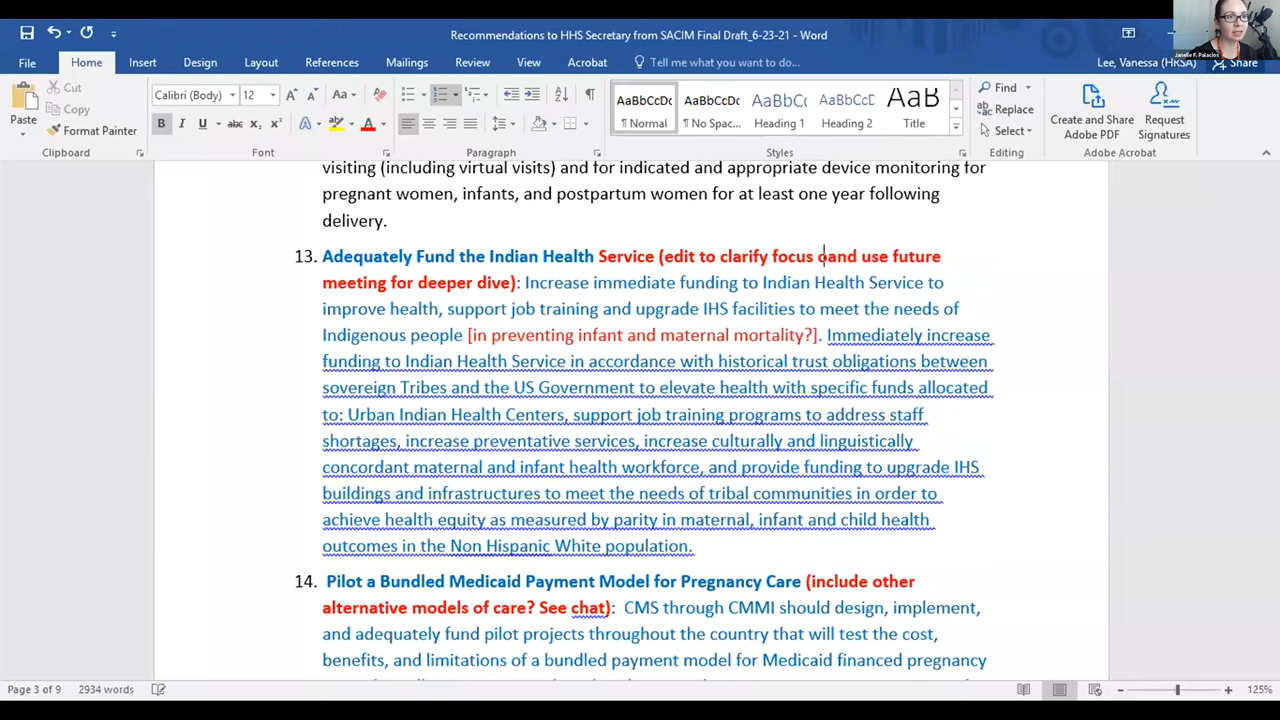 Recommendations to HHS Secretary from SACIM Final Draft_6-23-21 - Word
Janelle F. Palacios
File Home Insert Design Layout References Mailings Review View Acrobat Tell me what you want to do... Lee, Vanessa (HRSA) Share
Paste Cut Copy Format Painter
Calibri (Body) 12
AaBbCcDc AaBbCcDc AaBbCc AaBbCcD AaB
¶ Normal ¶ No Spac... Heading 1 Heading 2 Title
Find Replace Select
Create and Share Adobe PDF
Request Signatures
Clipboard Font Paragraph Styles Editing Adobe Acrobat
visiting (including virtual visits) and for indicated and appropriate device monitoring for
pregnant women, infants, and postpartum women for at least one year following
delivery.
13. Adequately Fund the Indian Health Service (edit to clarify focus oand use future
meeting for deeper dive): Increase immediate funding to Indian Health Service to
improve health, support job training and upgrade IHS facilities to meet the needs of
Indigenous people [in preventing infant and maternal mortality?]. Immediately increase
funding to Indian Health Service in accordance with historical trust obligations between
sovereign Tribes and the US Government to elevate health with specific funds allocated
to: Urban Indian Health Centers, support job training programs to address staff
shortages, increase preventative services, increase culturally and linguistically
concordant maternal and infant health workforce, and provide funding to upgrade IHS
buildings and infrastructures to meet the needs of tribal communities in order to
achieve health equity as measured by parity in maternal, infant and child health
outcomes in the Non Hispanic White population.
14. Pilot a Bundled Medicaid Payment Model for Pregnancy Care (include other
alternative models of care? See chat): CMS through CMMI should design, implement,
and adequately fund pilot projects throughout the country that will test the cost,
benefits, and limitations of a bundled payment model for Medicaid financed pregnancy
Page 3 of 9 2934 words 125%